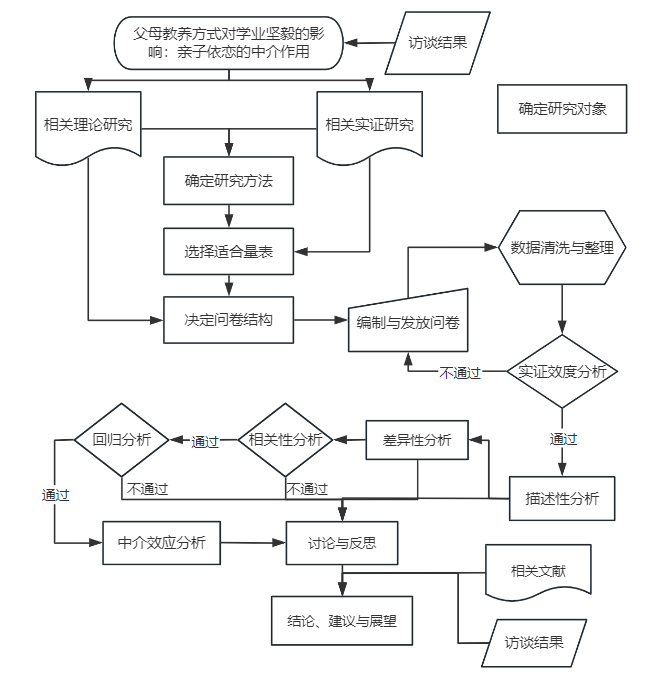 父母教养方式对学业坚毅的影
响：亲子依恋的中介作用
访谈结果
相关理论研究
相关实证研究
确定研究对象
确定研究方法
选择适合量表
数据清洗与整理
决定问卷结构
编制与发放问卷
不通过
实证效度分析
通过
回归分析
通过
相关性分析
差异性分析
通过
不通过
不通过
描述性分析
中介效应分析
讨论与反思
相关文献
结论、建议与展望
访谈结果